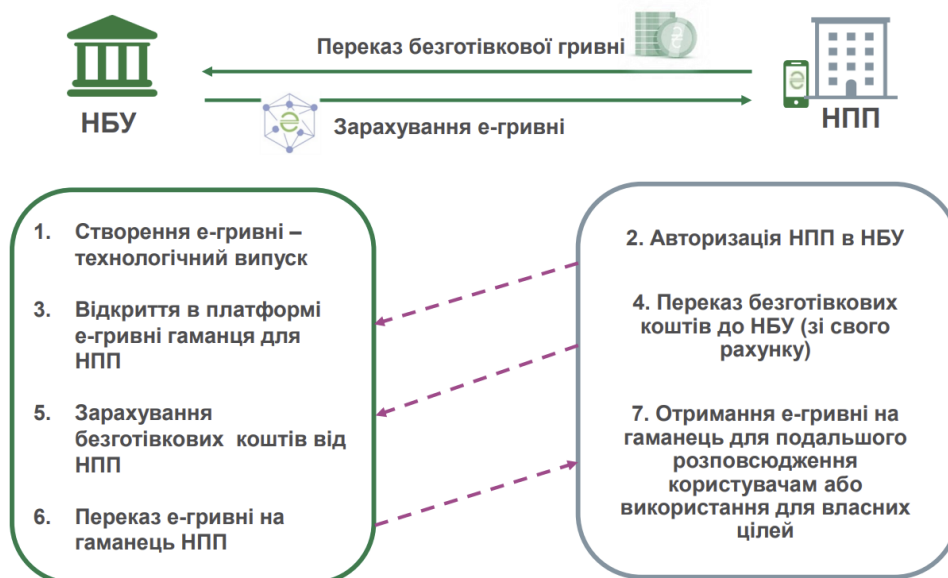 Переказ безготівкової гривні
НБУ
Зарахування е-гривні
НПП
1. Створення е-гривні –
технологічний випуск
3. Відкриття в платформі
е-гривні гаманця для
НПП
5. Зарахування
безготівкових коштів від
НПП
6. Переказ е-гривні на
гаманець НПП
2. Авторизація НПП в НБУ
4. Переказ безготівкових
коштів до НБУ (зі свого
рахунку)
7. Отримання е-гривні на
гаманець для подальшого
розповсюдження
користувачам або
використання для власних
цілей